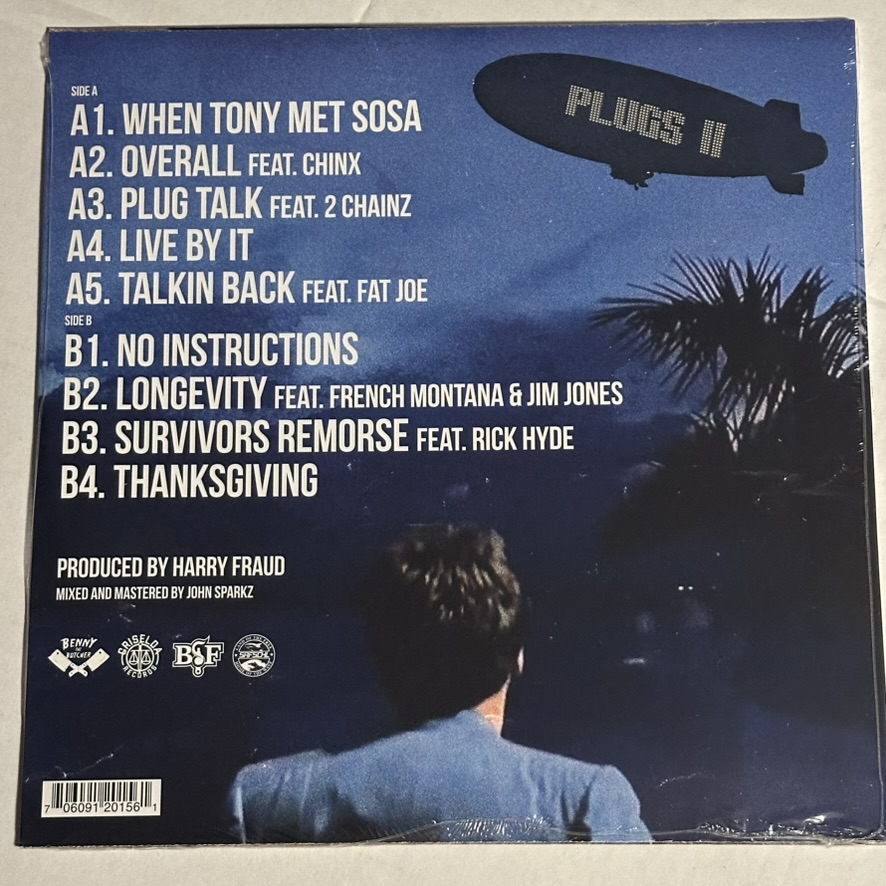 SIDE A
A1. WHEN TONY MET SOSA
A2. OVERALL FEAT. CHINX
A3. PLUG TALK FEAT. 2 CHAINZ
A4. LIVE BY IT
A5. TALKIN BACK FEAT. FAT JOE
SIDE B
B1. NO INSTRUCTIONS
B2. LONGEVITY FEAT. FRENCH MONTANA & JIM JONES
B3. SURVIVORS REMORSE FEAT. RICK HYDE
B4. THANKSGIVING
PLUGS II
PRODUCED BY HARRY FRAUD
MIXED AND MASTERED BY JOHN SPARKZ
BENNY
THE
BUTCHER
GRISELDA
RECORDS
BSF
SRFSCHL
7 06091 20156 1